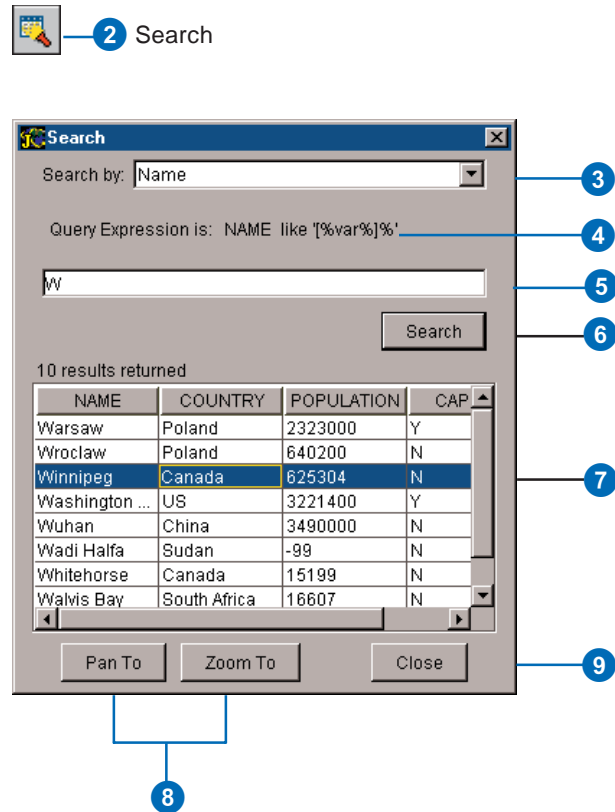 2 Search
Search
Search by: Name
3
Query Expression is: NAME like '[%var%]%'
4
W
5
Search
6
10 results returned
NAME COUNTRY POPULATION CAP
Warsaw Poland 2323000 Y
Wroclaw Poland 640200 N
Winnipeg Canada 625304 N
7
Washington ... US 3221400 Y
Wuhan China 3490000 N
Wadi Halfa Sudan -99 N
Whitehorse Canada 15199 N
Walvis Bay South Africa 16607 N
Pan To Zoom To Close
9
8